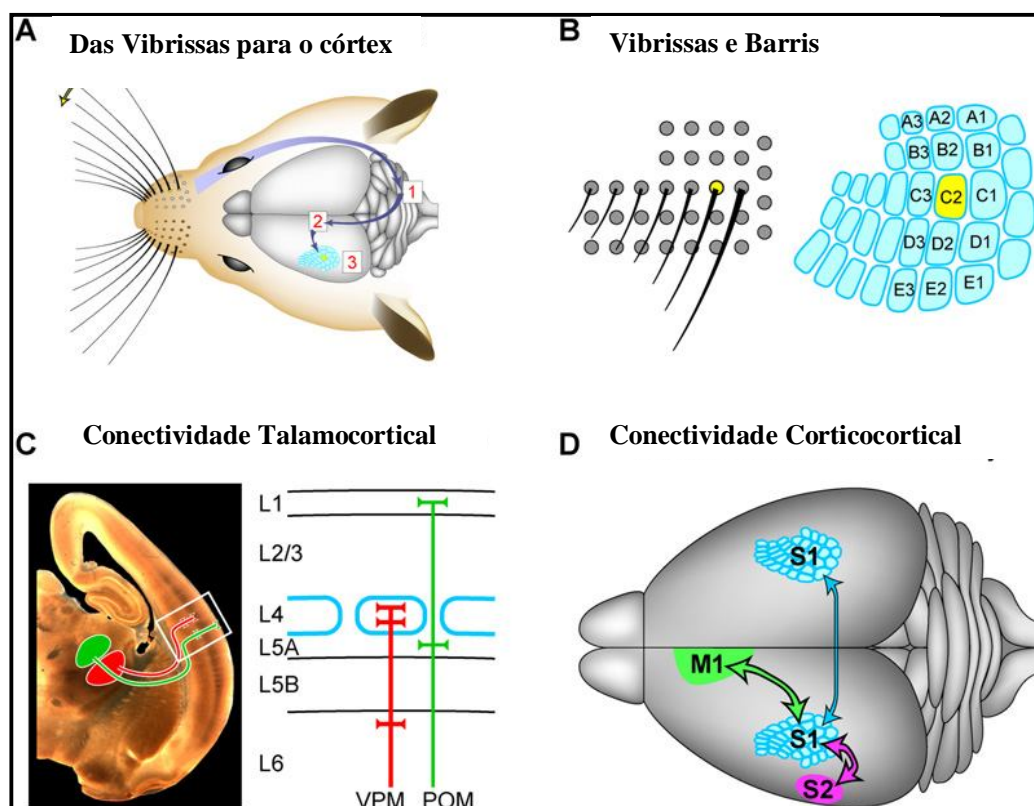 A Das Vibrissas para o córtex
1
2
3
B Vibrissas e Barris
A3 A2 A1
B3 B2 B1
C3 C2 C1
D3 D2 D1
E3 E2 E1
C Conectividade Talamocortical
L1
L2/3
L4
L5A
L5B
L6
VPM POM
D Conectividade Corticocortical
S1
M1
S1
S2